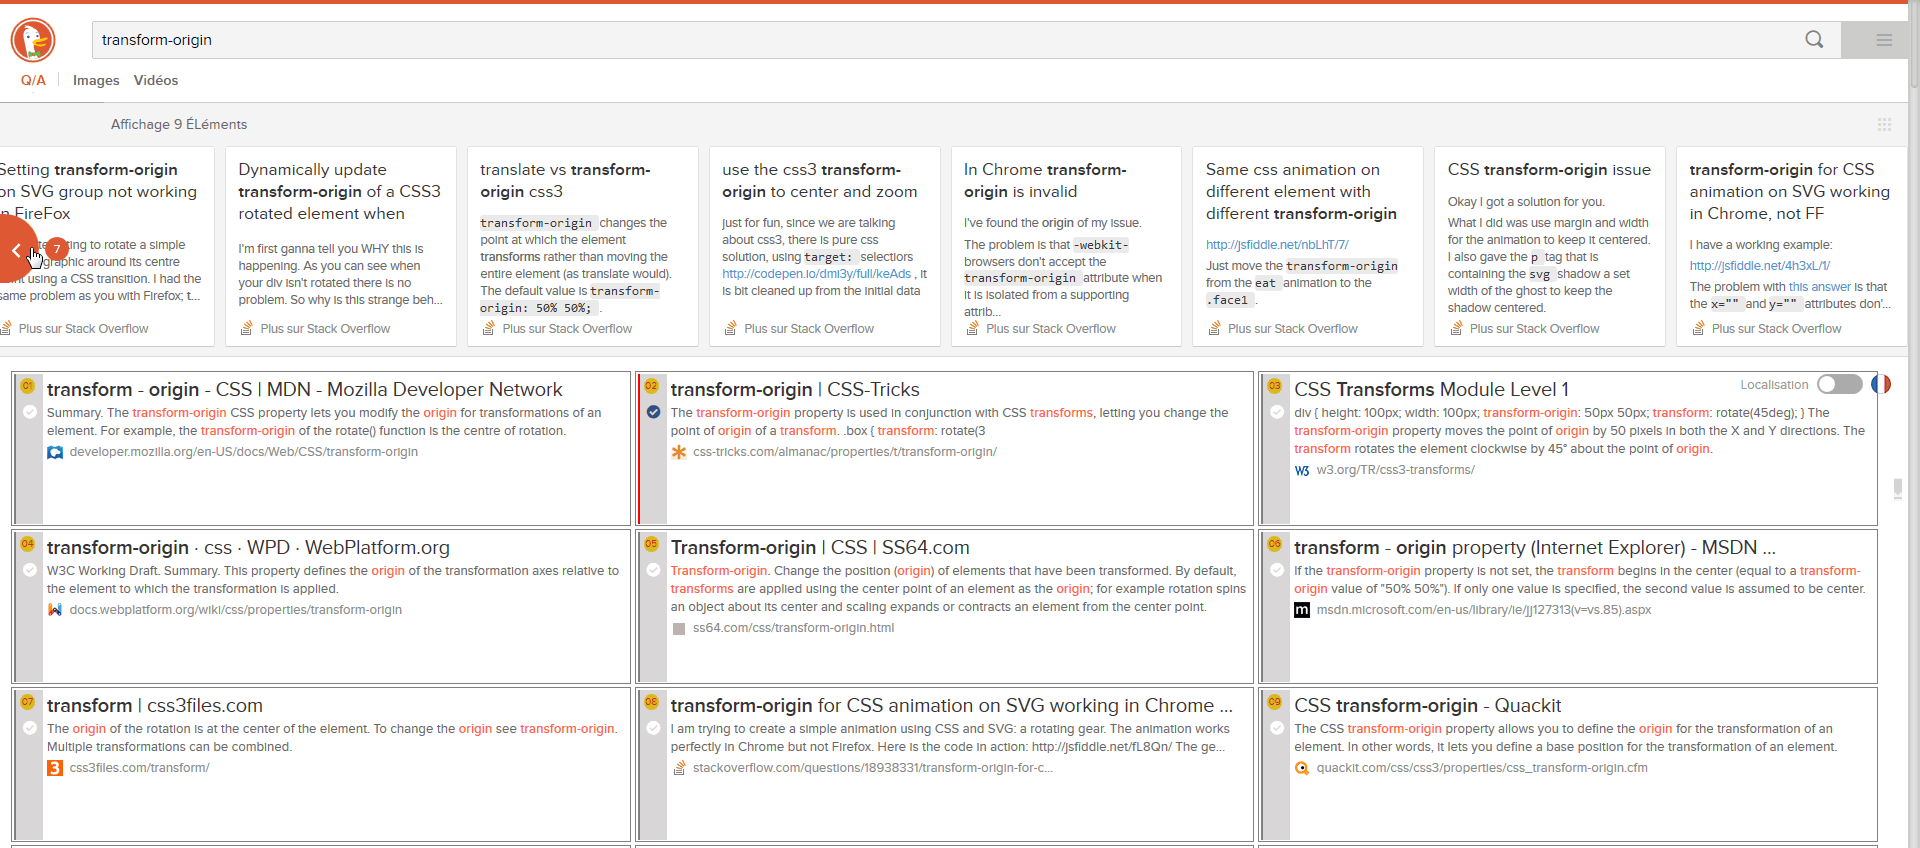 transform-origin
Q/A
Images
Vidéos
Affichage 9 ÉLéments
Setting transform-origin
on SVG group not working
in FireFox
ting to rotate a simple
graphic around its centre
using a CSS transition. I had the
same problem as you with Firefox; t...
Plus sur Stack Overflow
7
Dynamically update
transform-origin of a CSS3
rotated element when
I'm first ganna tell you WHY this is
happening. As you can see when
your div isn't rotated there is no
problem. So why is this strange beh...
Plus sur Stack Overflow
translate vs transform-
origin css3
transform-origin changes the
point at which the element
transforms rather than moving the
entire element (as translate would).
The default value is transform-
origin: 50% 50%; .
Plus sur Stack Overflow
use the css3 transform-
origin to center and zoom
just for fun, since we are talking
about css3, there is pure css
solution, using target: selectiors
http://codepen.io/dmi3y/full/keAds , it
is bit cleaned up from the initial data
Plus sur Stack Overflow
In Chrome transform-
origin is invalid
I've found the origin of my issue.
The problem is that -webkit-
browsers don't accept the
transform-origin attribute when
it is isolated from a supporting
attrib...
Plus sur Stack Overflow
Same css animation on
different element with
different transform-origin
http://jsfiddle.net/nbLhT/7/
Just move the transform-origin
from the eat animation to the
.face1 .
Plus sur Stack Overflow
CSS transform-origin issue
Okay I got a solution for you.
What I did was use margin and width
for the animation to keep it centered.
I also gave the p tag that is
containing the svg shadow a set
width of the ghost to keep the
shadow centered.
Plus sur Stack Overflow
transform-origin for CSS
animation on SVG working
in Chrome, not FF
I have a working example:
http://jsfiddle.net/4h3xL/1/
The problem with this answer is that
the x="" and y="" attributes don'...
Plus sur Stack Overflow
01
transform - origin - CSS | MDN - Mozilla Developer Network
Summary. The transform-origin CSS property lets you modify the origin for transformations of an
element. For example, the transform-origin of the rotate() function is the centre of rotation.
developer.mozilla.org/en-US/docs/Web/CSS/transform-origin
02
transform-origin | CSS-Tricks
The transform-origin property is used in conjunction with CSS transforms, letting you change the
point of origin of a transform. .box { transform: rotate(3
css-tricks.com/almanac/properties/t/transform-origin/
03
CSS Transforms Module Level 1
Localisation
div { height: 100px; width: 100px; transform-origin: 50px 50px; transform: rotate(45deg); } The
transform-origin property moves the point of origin by 50 pixels in both the X and Y directions. The
transform rotates the element clockwise by 45° about the point of origin.
W3 w3.org/TR/css3-transforms/
04
transform-origin · css · WPD · WebPlatform.org
W3C Working Draft. Summary. This property defines the origin of the transformation axes relative to
the element to which the transformation is applied.
docs.webplatform.org/wiki/css/properties/transform-origin
05
Transform-origin | CSS | SS64.com
Transform-origin. Change the position (origin) of elements that have been transformed. By default,
transforms are applied using the center point of an element as the origin; for example rotation spins
an object about its center and scaling expands or contracts an element from the center point.
ss64.com/css/transform-origin.html
06
transform - origin property (Internet Explorer) - MSDN ...
If the transform-origin property is not set, the transform begins in the center (equal to a transform-
origin value of "50% 50%"). If only one value is specified, the second value is assumed to be center.
m msdn.microsoft.com/en-us/library/ie/jj127313(v=vs.85).aspx
07
transform | css3files.com
The origin of the rotation is at the center of the element. To change the origin see transform-origin.
Multiple transformations can be combined.
3 css3files.com/transform/
08
transform-origin for CSS animation on SVG working in Chrome ...
I am trying to create a simple animation using CSS and SVG: a rotating gear. The animation works
perfectly in Chrome but not Firefox. Here is the code in action: http://jsfiddle.net/fL8Qn/ The ge...
stackoverflow.com/questions/18938331/transform-origin-for-c...
09
CSS transform-origin - Quackit
The CSS transform-origin property allows you to define the origin for the transformation of an
element. In other words, it lets you define a base position for the transformation of an element.
quackit.com/css/css3/properties/css_transform-origin.cfm